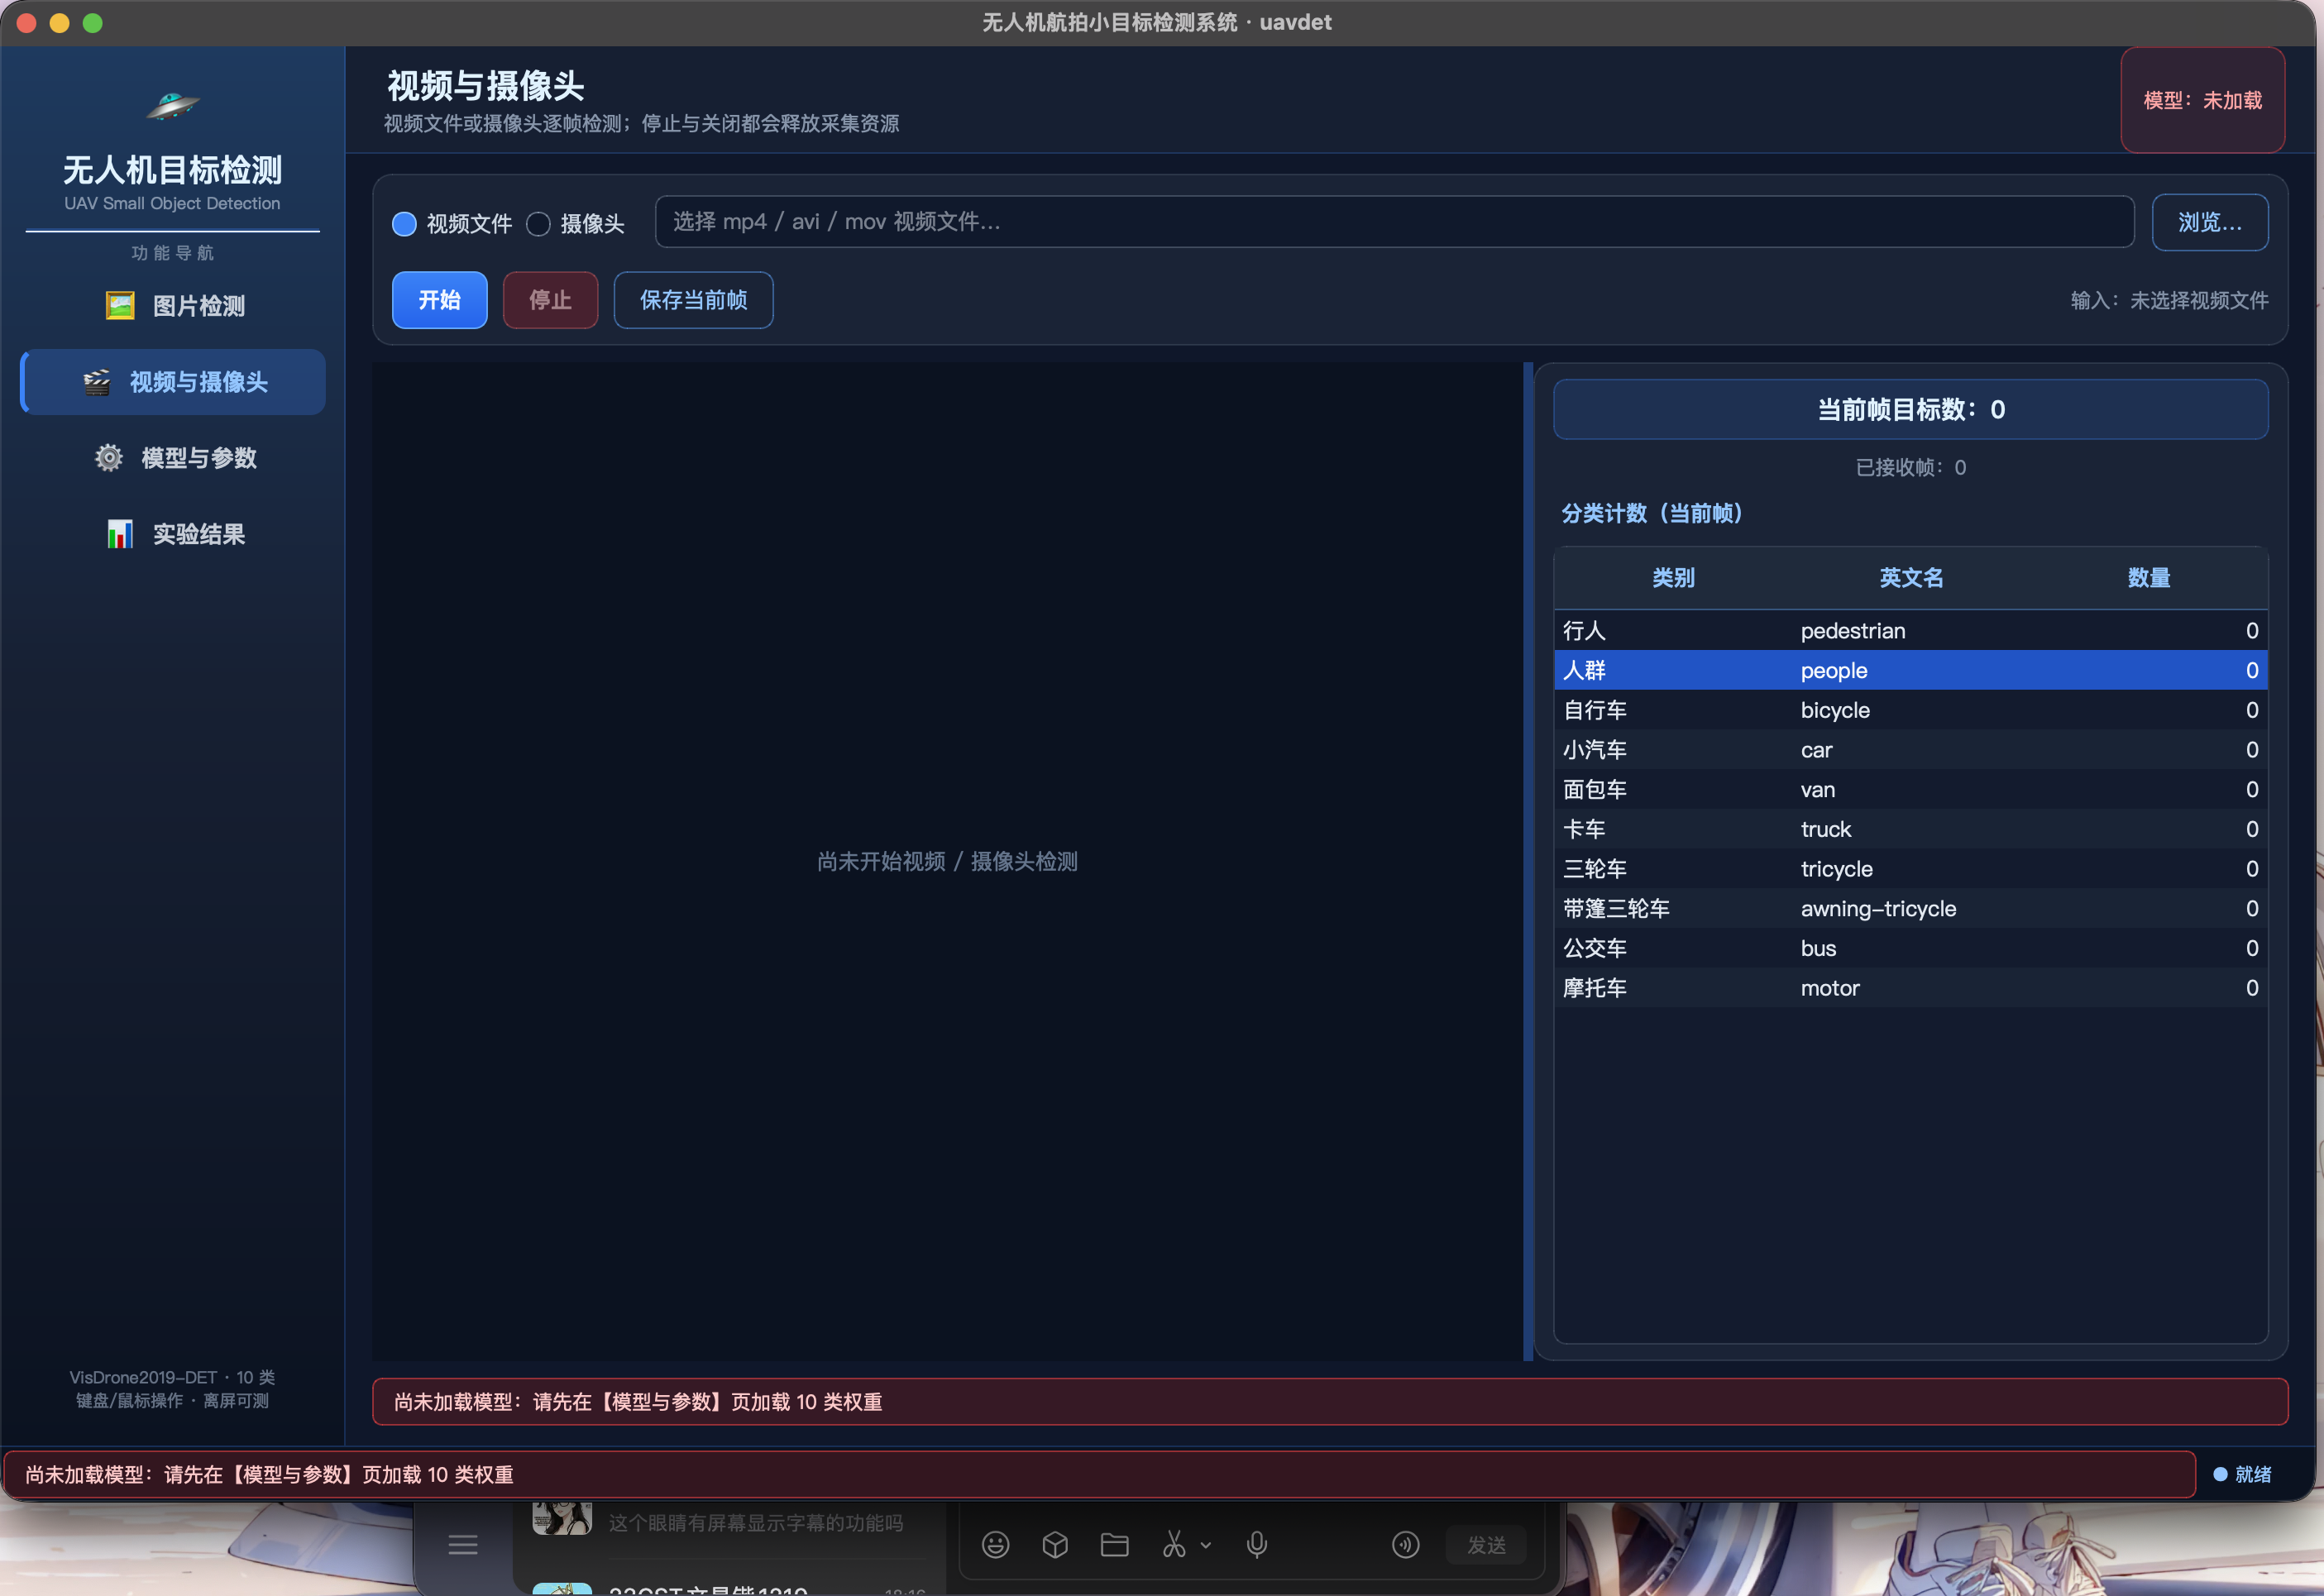 无人机航拍小目标检测系统 · uavdet
无人机目标检测
UAV Small Object Detection
功能导航
图片检测
视频与摄像头
模型与参数
实验结果
VisDrone2019-DET · 10 类
键盘/鼠标操作 · 离屏可测
视频与摄像头
视频文件或摄像头逐帧检测；停止与关闭都会释放采集资源
模型：未加载
视频文件 摄像头 选择 mp4 / avi / mov 视频文件… 浏览…
开始 停止 保存当前帧 输入：未选择视频文件
尚未开始视频 / 摄像头检测
当前帧目标数：0
已接收帧：0
分类计数（当前帧）
类别 英文名 数量
行人 pedestrian 0
人群 people 0
自行车 bicycle 0
小汽车 car 0
面包车 van 0
卡车 truck 0
三轮车 tricycle 0
带篷三轮车 awning-tricycle 0
公交车 bus 0
摩托车 motor 0
尚未加载模型：请先在【模型与参数】页加载 10 类权重
尚未加载模型：请先在【模型与参数】页加载 10 类权重 就绪
这个眼睛有屏幕显示字幕的功能吗
发送